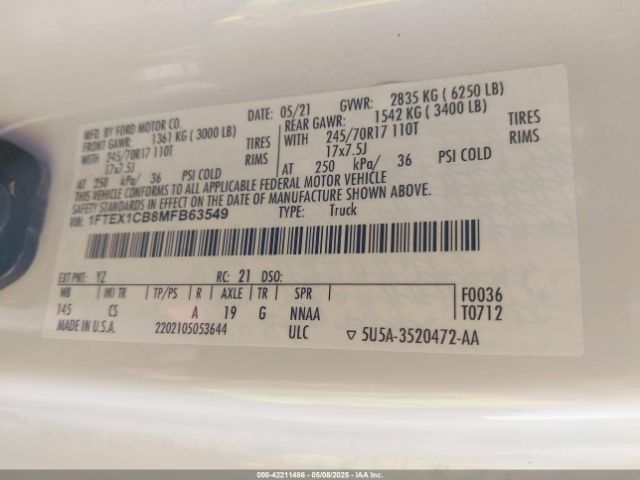 MFD. BY FORD MOTOR CO.
DATE: 05/21 GVWR: 2835 KG ( 6250 LB)
FRONT GAWR: 1361 KG ( 3000 LB)
REAR GAWR: 1542 KG ( 3400 LB)
WITH 245/70R17 110T TIRES
WITH 245/70R17 110T TIRES
17x7.5J RIMS
17x7.5J RIMS
AT 250 kPa/ 36 PSI COLD
AT 250 kPa/ 36 PSI COLD
THIS VEHICLE CONFORMS TO ALL APPLICABLE FEDERAL MOTOR VEHICLE
SAFETY STANDARDS IN EFFECT ON THE DATE OF MANUFACTURE SHOWN ABOVE.
VIN: 1FTEX1CB8MFB63549
TYPE: Truck
EXT PNT: YZ RC: 21 DSO:
WB INT TR TP/PS R AXLE TR SPR F0036
145 CS A 19 G NNAA T0712
MADE IN U.S.A. 2202105053644 ULC ▽ 5U5A-3520472-AA
000-42211486 - 05/08/2025 - IAA Inc.